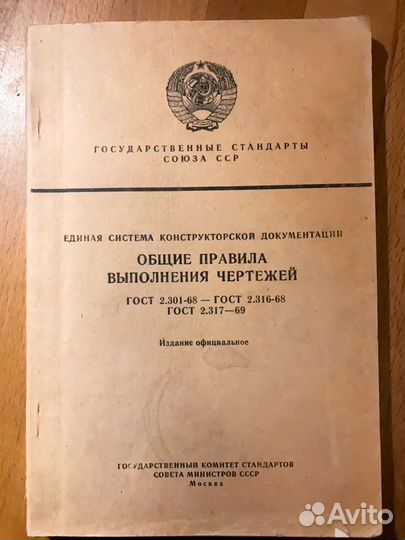 ГОСУДАРСТВЕННЫЕ СТАНДАРТЫ
СОЮЗА ССР
ЕДИНАЯ СИСТЕМА КОНСТРУКТОРСКОЙ ДОКУМЕНТАЦИИ
ОБЩИЕ ПРАВИЛА
ВЫПОЛНЕНИЯ ЧЕРТЕЖЕЙ
ГОСТ 2.301-68 — ГОСТ 2.316-68
ГОСТ 2.317—69
Издание официальное
ГОСУДАРСТВЕННЫЙ КОМИТЕТ СТАНДАРТОВ
СОВЕТА МИНИСТРОВ СССР
Москва
Avito